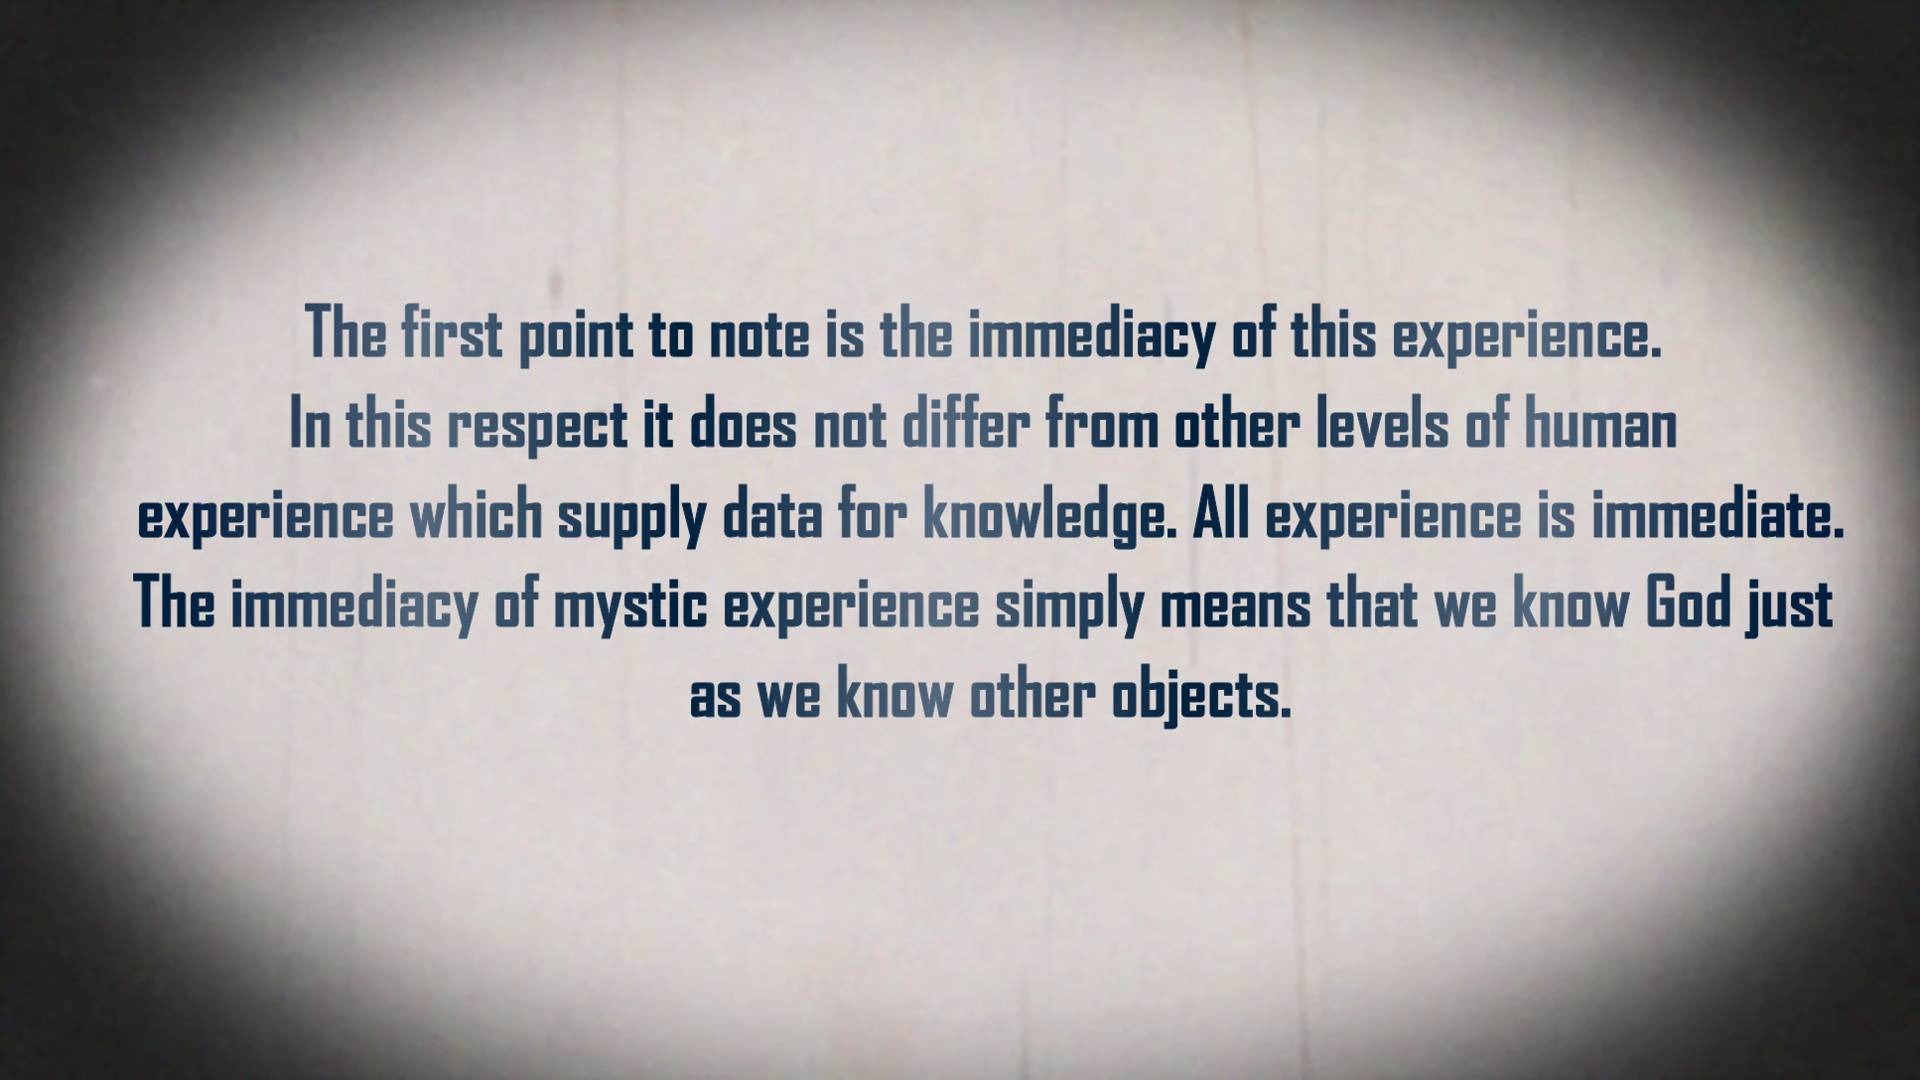 The first point to note is the immediacy of this experience.
In this respect it does not differ from other levels of human
experience which supply data for knowledge. All experience is immediate.
The immediacy of mystic experience simply means that we know God just
as we know other objects.